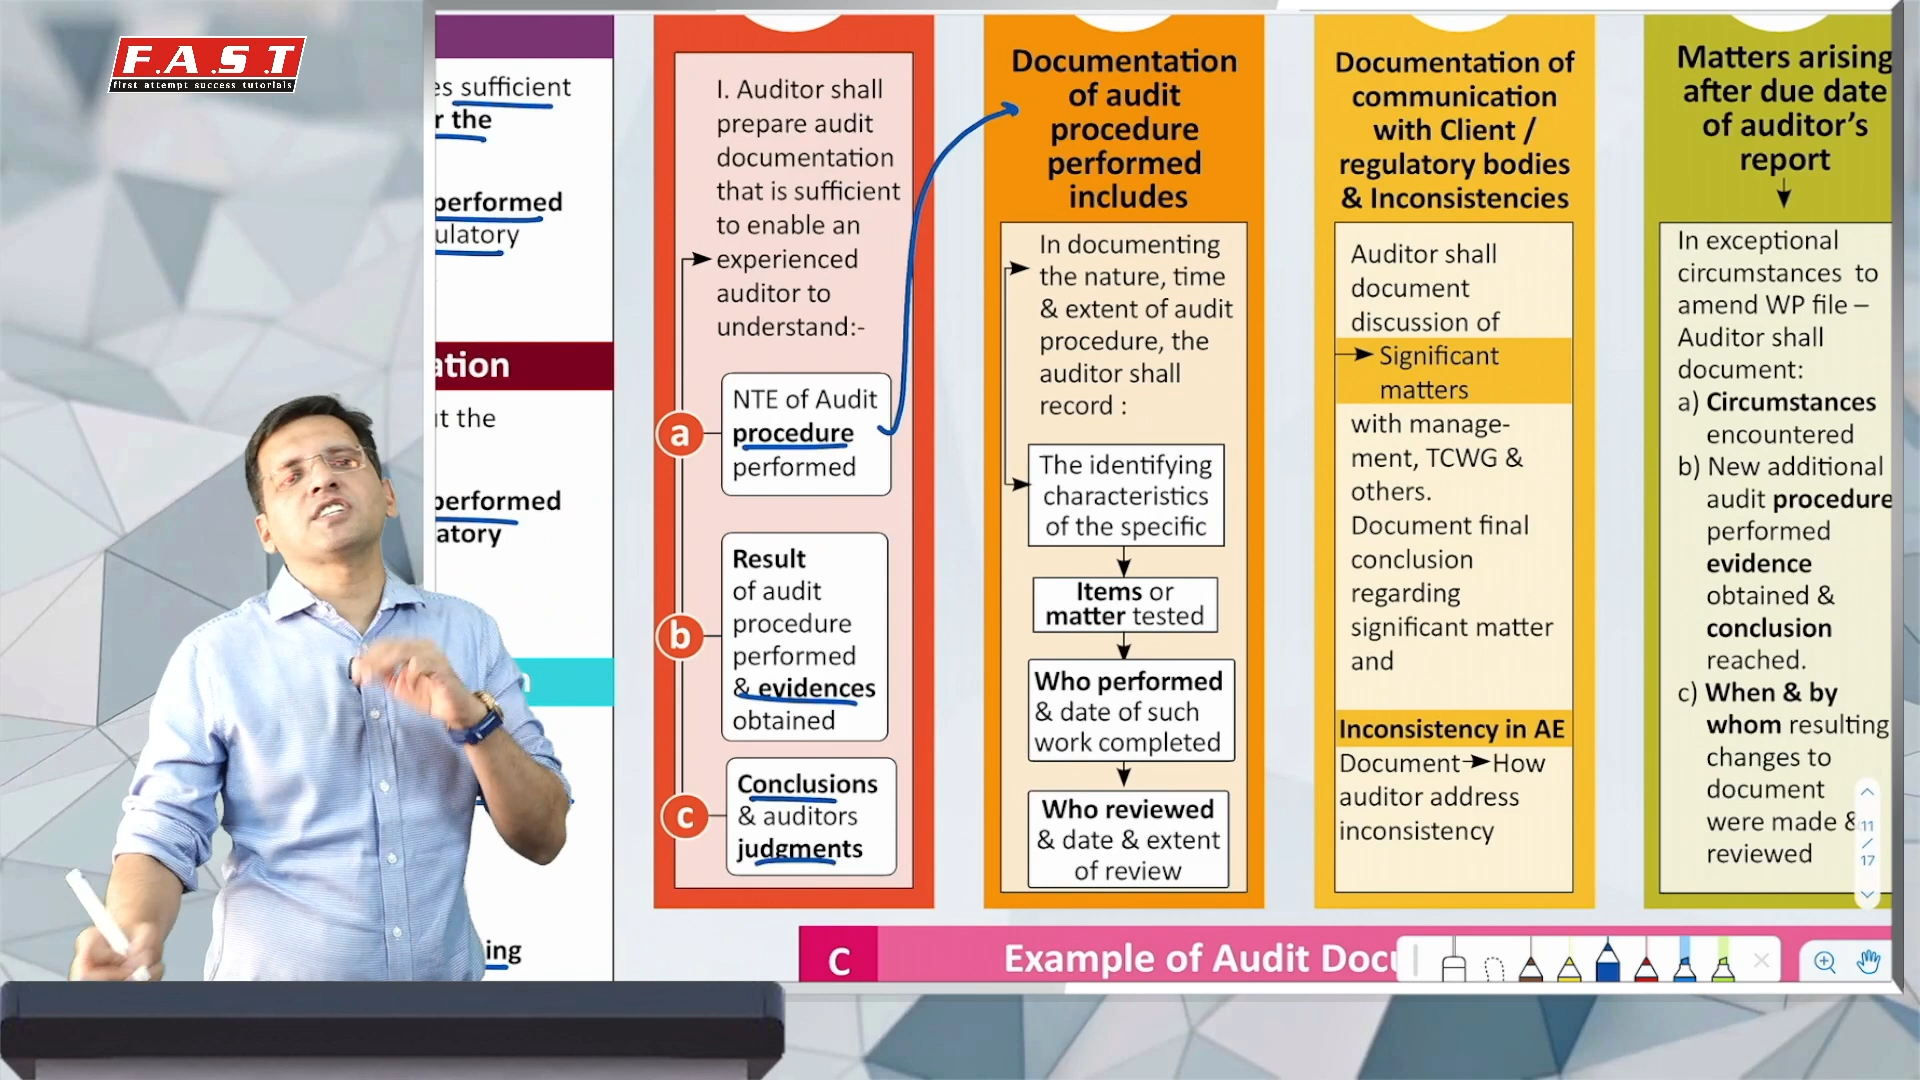 F.A.S.T
first attempt success tutorials
es sufficient
r the
performed
ulatory
ation
it the
performed
atory
ing
I. Auditor shall
prepare audit
documentation
that is sufficient
to enable an
experienced
auditor to
understand:-
a
NTE of Audit
procedure
performed
b
Result
of audit
procedure
performed
& evidences
obtained
c
Conclusions
& auditors
judgments
Documentation
of audit
procedure
performed
includes
In documenting
the nature, time
& extent of audit
procedure, the
auditor shall
record :
The identifying
characteristics
of the specific
Items or
matter tested
Who performed
& date of such
work completed
Who reviewed
& date & extent
of review
Documentation of
communication
with Client /
regulatory bodies
& Inconsistencies
Auditor shall
document
discussion of
Significant
matters
with manage-
ment, TCWG &
others.
Document final
conclusion
regarding
significant matter
and
Inconsistency in AE
Document How
auditor address
inconsistency
Matters arising
after due date
of auditor's
report
In exceptional
circumstances to
amend WP file –
Auditor shall
document:
a) Circumstances
encountered
b) New additional
audit procedure
performed
evidence
obtained &
conclusion
reached.
c) When & by
whom resulting
changes to
document
were made &
reviewed
11
/
17
C
Example of Audit Docu